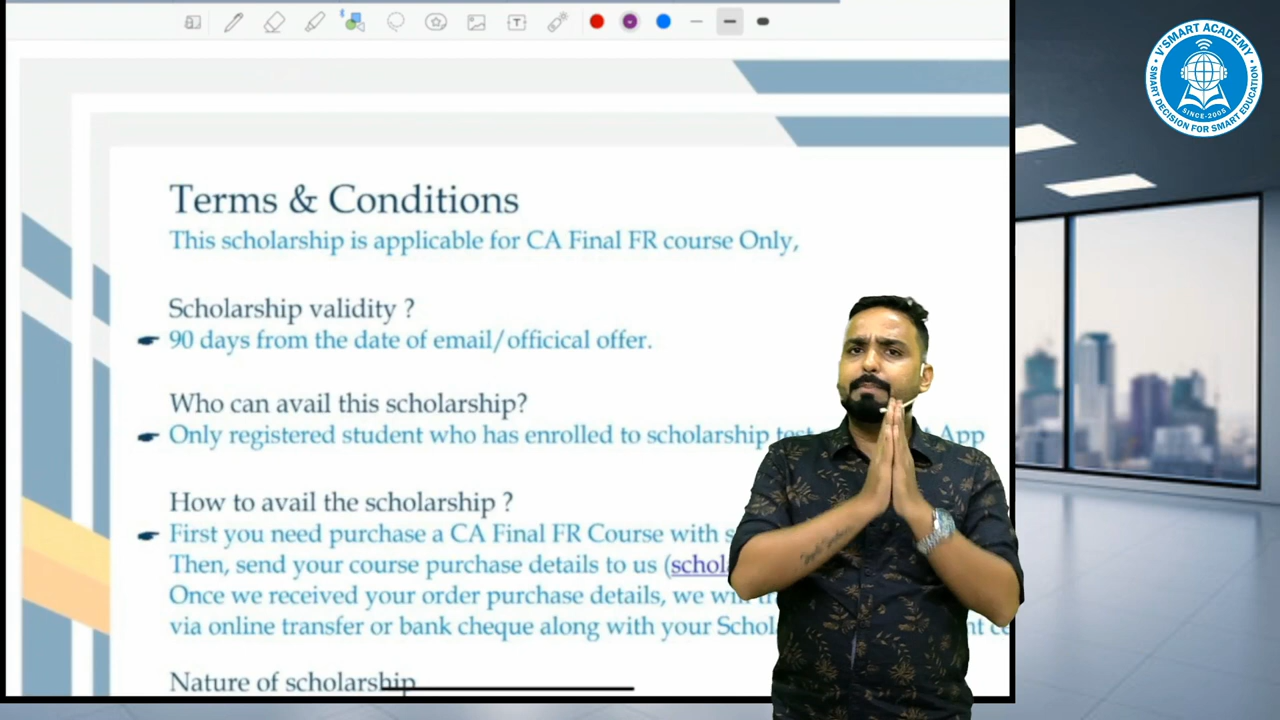 V'SMART ACADEMY
SMART DECISION FOR SMART EDUCATION
SINCE-2005
T
Terms & Conditions
This scholarship is applicable for CA Final FR course Only,
Scholarship validity ?
90 days from the date of email/officical offer.
Who can avail this scholarship?
Only registered student who has enrolled to scholarship App
How to avail the scholarship ?
First you need purchase a CA Final FR Course with
Then, send your course purchase details to us (
Once we received your order purchase details, we
via online transfer or bank cheque along with your
Nature of scholarship